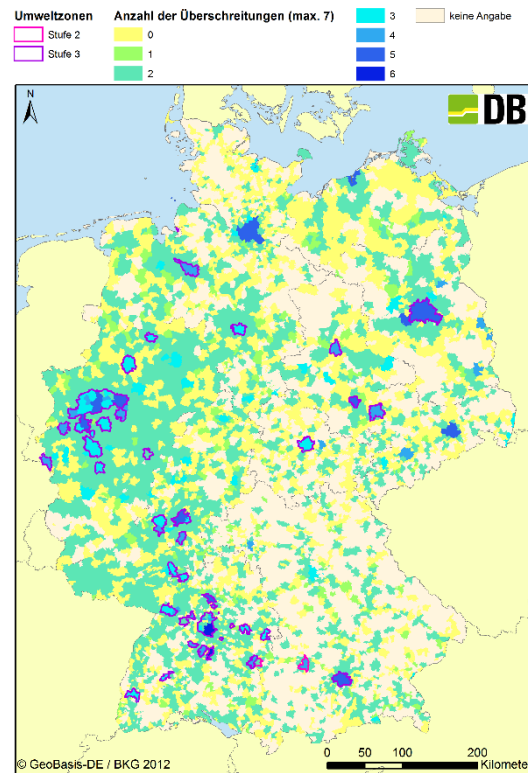 Umweltzonen
Stufe 2
Stufe 3
Anzahl der Überschreitungen (max. 7)
0
1
2
3
4
5
6
keine Angabe
N
DB
© GeoBasis-DE / BKG 2012
0 50 100 200
Kilomete